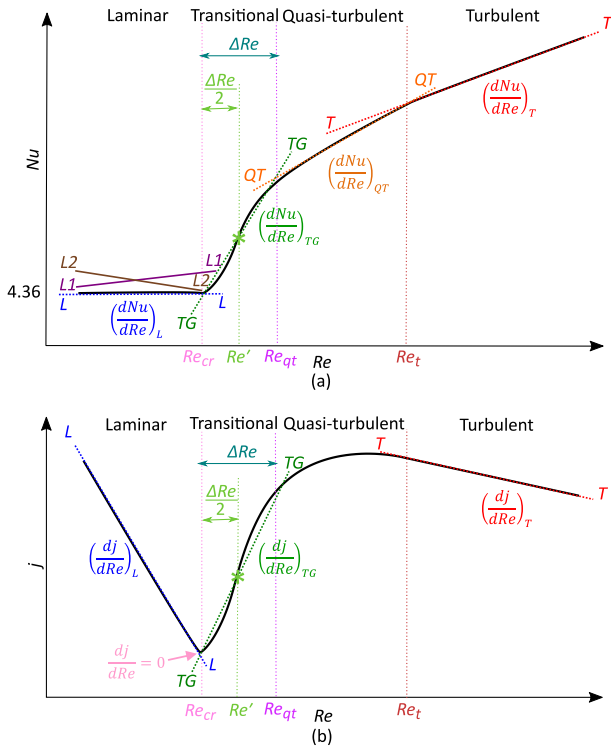 Laminar Transitional Quasi-turbulent Turbulent
ΔRe
ΔRe/2
Nu
4.36
L2
L1
L
L1
L2
L
TG
TG
QT
QT
T
T
(dNu/dRe)L
(dNu/dRe)TG
(dNu/dRe)QT
(dNu/dRe)T
Recr Re' Reqt Re Ret
(a)
Laminar Transitional Quasi-turbulent Turbulent
ΔRe
ΔRe/2
j
L
L
TG
TG
T
T
(dj/dRe)L
(dj/dRe)TG
(dj/dRe)T
dj/dRe = 0
Recr Re' Reqt Re Ret
(b)